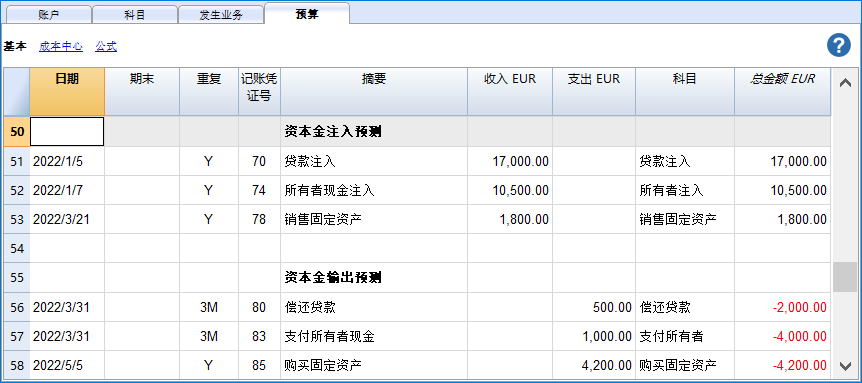 账户 科目 发生业务 预算
基本 成本中心 公式 ?
日期 期末 重复 记账凭证号 摘要 收入 EUR 支出 EUR 科目 总金额 EUR
50 资本金注入预测
51 2022/1/5 Y 70 贷款注入 17,000.00 贷款注入 17,000.00
52 2022/1/7 Y 74 所有者现金注入 10,500.00 所有者注入 10,500.00
53 2022/3/21 Y 78 销售固定资产 1,800.00 销售固定资产 1,800.00
54
55 资本金输出预测
56 2022/3/31 3M 80 偿还贷款 500.00 偿还贷款 -2,000.00
57 2022/3/31 3M 83 支付所有者现金 1,000.00 支付所有者 -4,000.00
58 2022/5/5 Y 85 购买固定资产 4,200.00 购买固定资产 -4,200.00